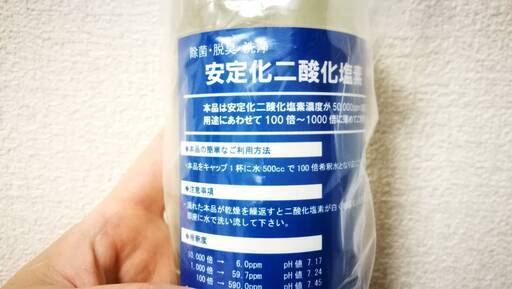 除菌・脱臭・洗浄
安定化二酸化塩素
本品は安定化二酸化塩素濃度が50,000ppm
用途にあわせて100倍〜1000倍に薄めてご
◆本品の簡単なご利用方法
・本品をキャップ1杯に水500ccで100倍希釈水となり
◆注意事項
・濡れた本品が乾燥を繰返すと二酸化塩素が白く
即座に水で洗い流して下さい。
◆希釈度
10,000倍 → 6.0ppm pH値 7.17
1,000倍 → 59.7ppm pH値 7.24
100倍 → 590.0ppm pH値 7.45